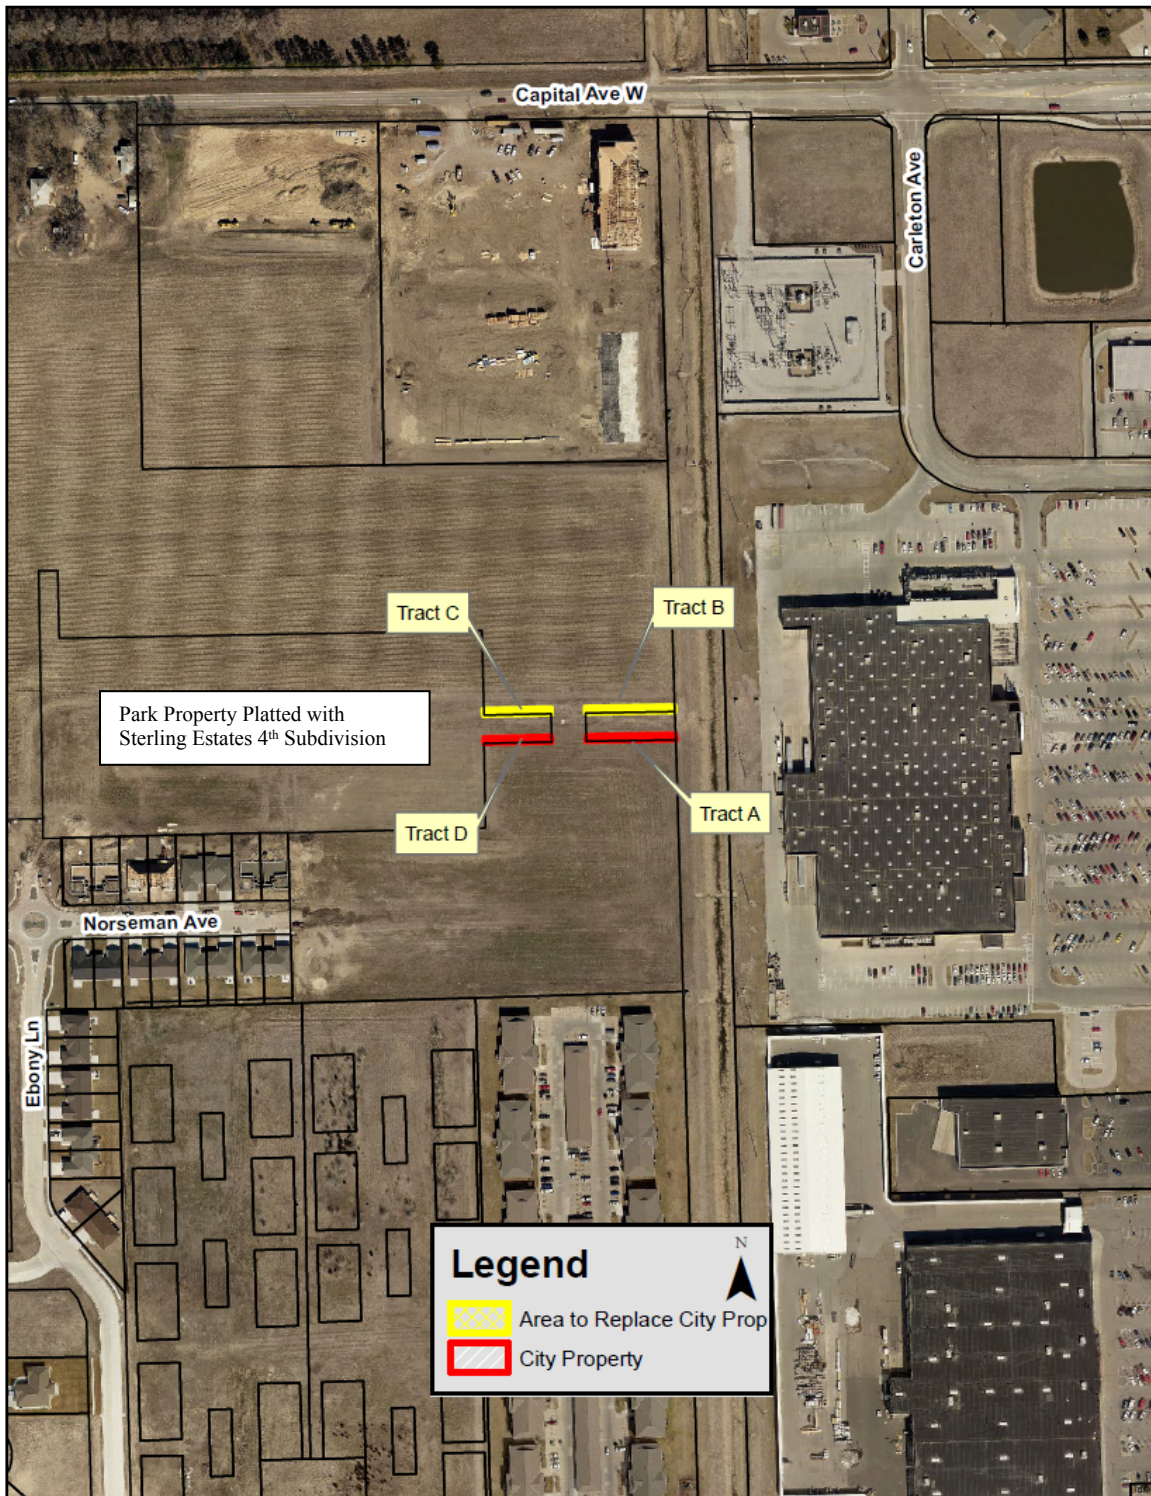 Capital Ave W
Carleton Ave
Tract C
Tract B
Park Property Platted with
Sterling Estates 4th Subdivision
Tract D
Tract A
Norseman Ave
Ebony Ln
Legend
N
Area to Replace City Prop
City Property